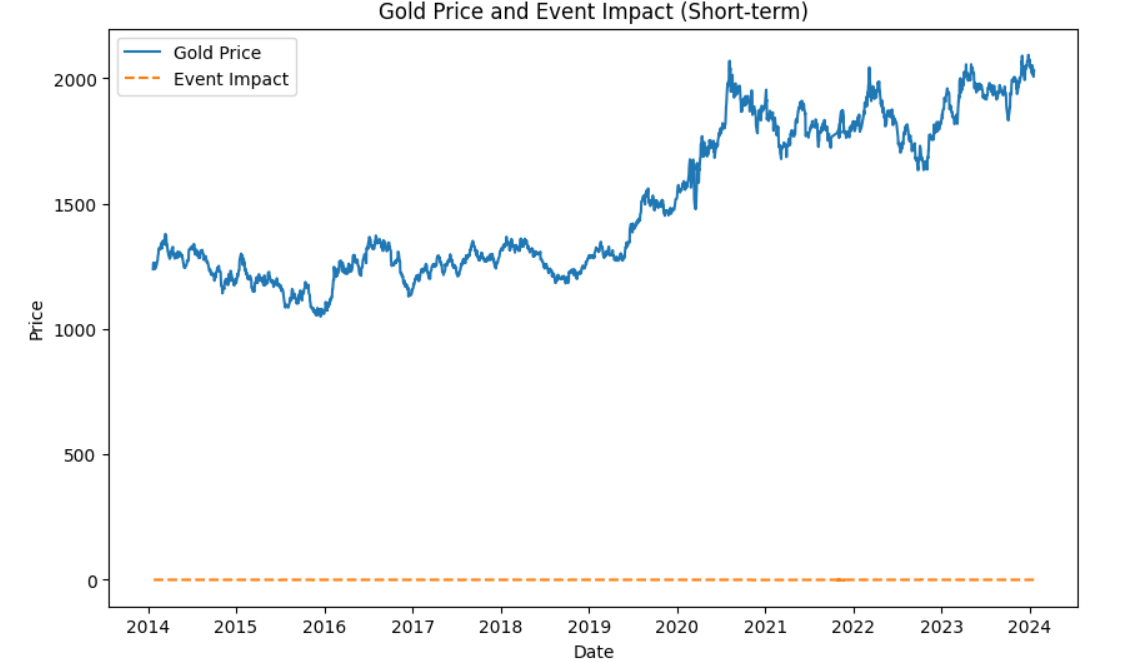 Gold Price and Event Impact (Short-term)
Gold Price
Event Impact
2000
1500
1000
500
0
Price
2014 2015 2016 2017 2018 2019 2020 2021 2022 2023 2024
Date